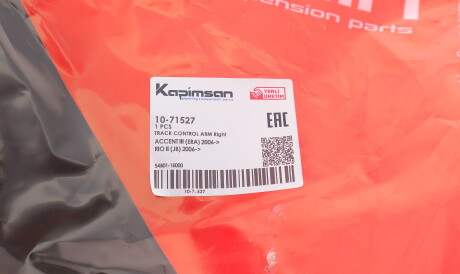 ension parts
Kapimsan
YERLİ
ÜRETİM
10-71527
1 PCS
EAC
TRACK CONTROL ARM Right
ACCENT III (ERA) 2006->
RIO II (JB) 2006->
54501-1E000
10-71527